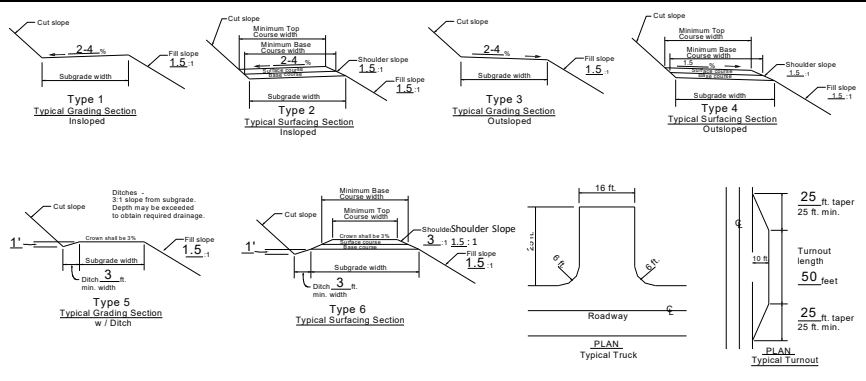 Cut slope
2-4 %
Fill slope
1.5 :1
Subgrade width
Type 1
Typical Grading Section
Insloped
Cut slope
Minimum Top
Course width
Minimum Base
Course width
2-4 %
Surface course
Base course
Shoulder slope
1.5 :1
Fill slope
1.5 :1
Subgrade width
Type 2
Typical Surfacing Section
Insloped
Cut slope
2-4 %
Fill slope
1.5 :1
Subgrade width
Type 3
Typical Grading Section
Outsloped
Cut slope
Minimum Top
Course width
Minimum Base
Course width
1.5 %
Surface course
Base course
Shoulder slope
1.5 :1
Fill slope
1.5 :1
Subgrade width
Type 4
Typical Surfacing Section
Outsloped
Ditches -
3:1 slope from subgrade.
Depth may be exceeded
to obtain required drainage.
Cut slope
1'
Crown shall be 3%
Fill slope
1.5 :1
Subgrade width
Ditch 3 ft.
min. width
Type 5
Typical Grading Section
w / Ditch
Minimum Base
Course width
Cut slope
Minimum Top
Course width
1'
Crown shall be 3%
Surface course
Base course
Shoulder Slope
3 : 1.5 : 1
Fill slope
1.5 :1
Subgrade width
Ditch 3 ft.
min. width
Type 6
Typical Surfacing Section
16 ft.
6 ft.
6 ft.
Roadway
PLAN
Typical Truck
25 ft. taper
25 ft. min.
10 ft
Turnout
length
50 feet
25 ft. taper
25 ft. min.
PLAN
Typical Turnout